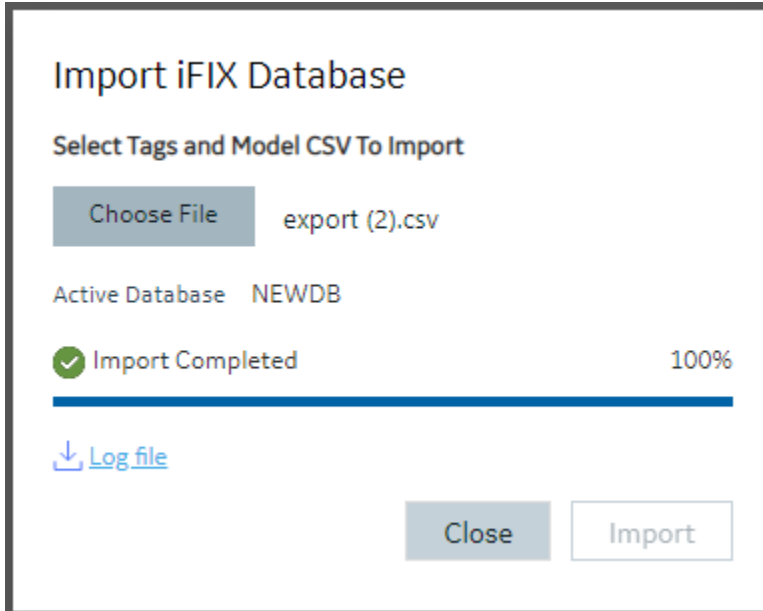 Import iFIX Database
Select Tags and Model CSV To Import
Choose File export (2).csv
Active Database NEWDB
Import Completed 100%
Log file
Close Import